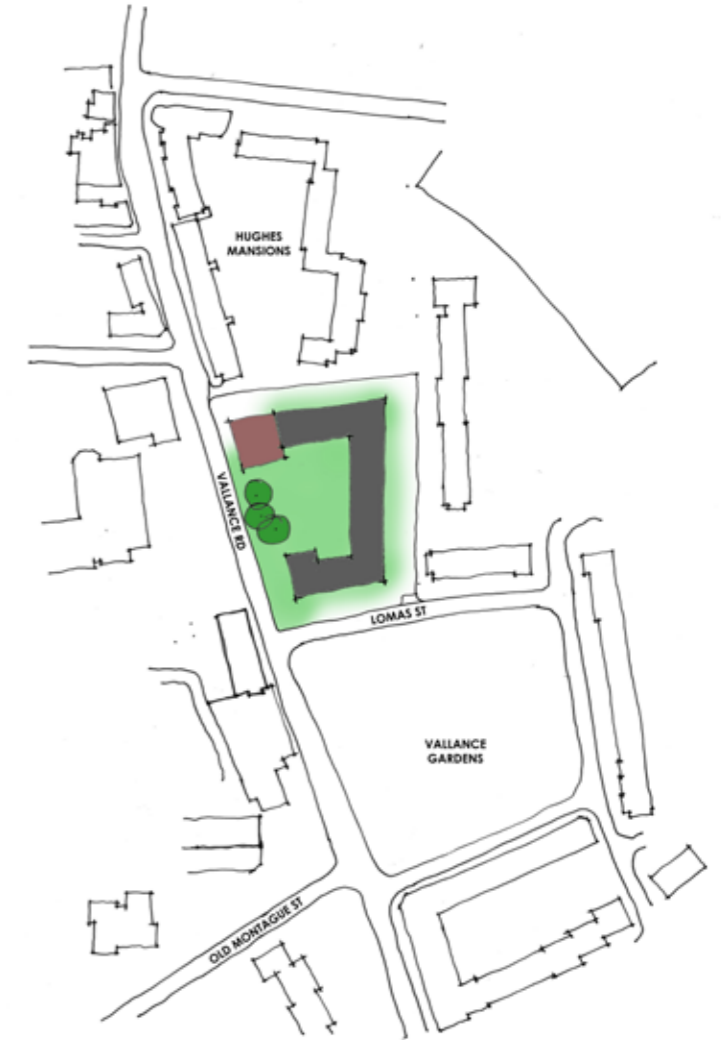 HUGHES
MANSIONS
VALLANCE RD
LOMAS ST
VALLANCE
GARDENS
OLD MONTAGUE ST